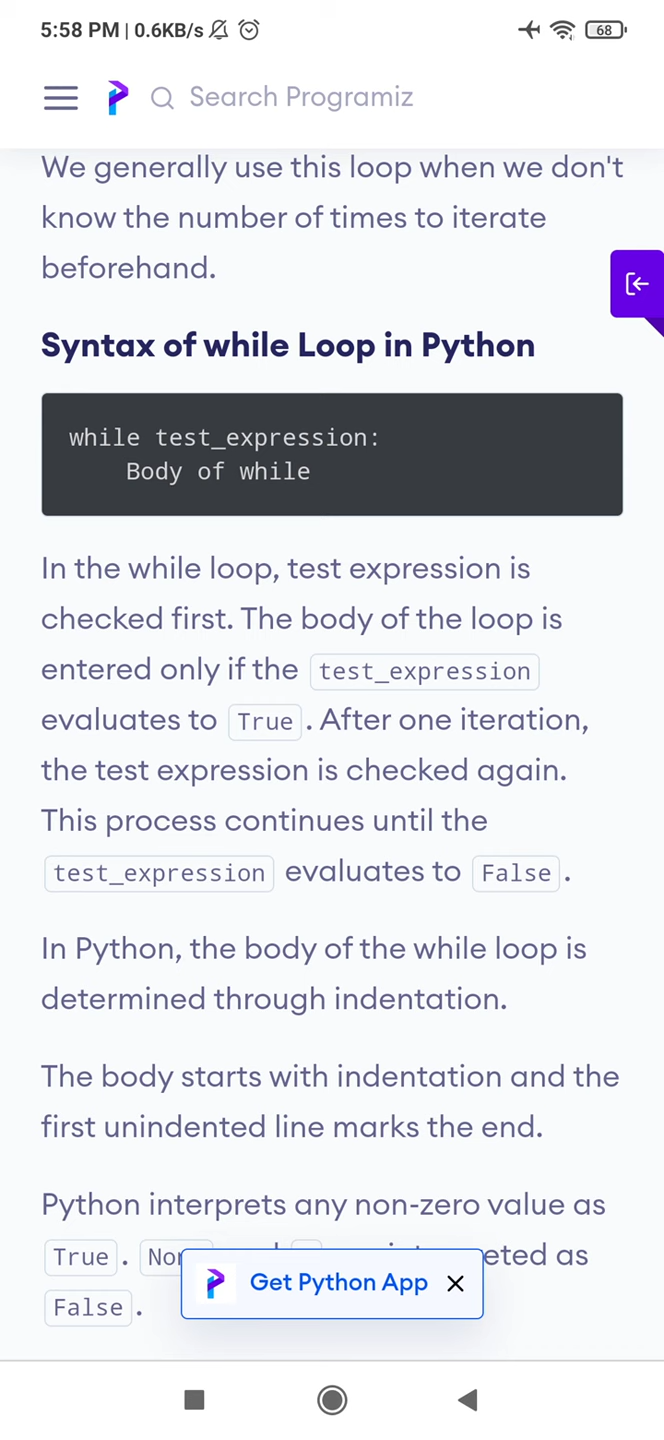 5:58 PM | 0.6KB/s
68
Search Programiz
We generally use this loop when we don't
know the number of times to iterate
beforehand.
Syntax of while Loop in Python
while test_expression:
    Body of while
In the while loop, test expression is
checked first. The body of the loop is
entered only if the test_expression
evaluates to True. After one iteration,
the test expression is checked again.
This process continues until the
test_expression evaluates to False.
In Python, the body of the while loop is
determined through indentation.
The body starts with indentation and the
first unindented line marks the end.
Python interprets any non-zero value as
True. as
False.
Get Python App